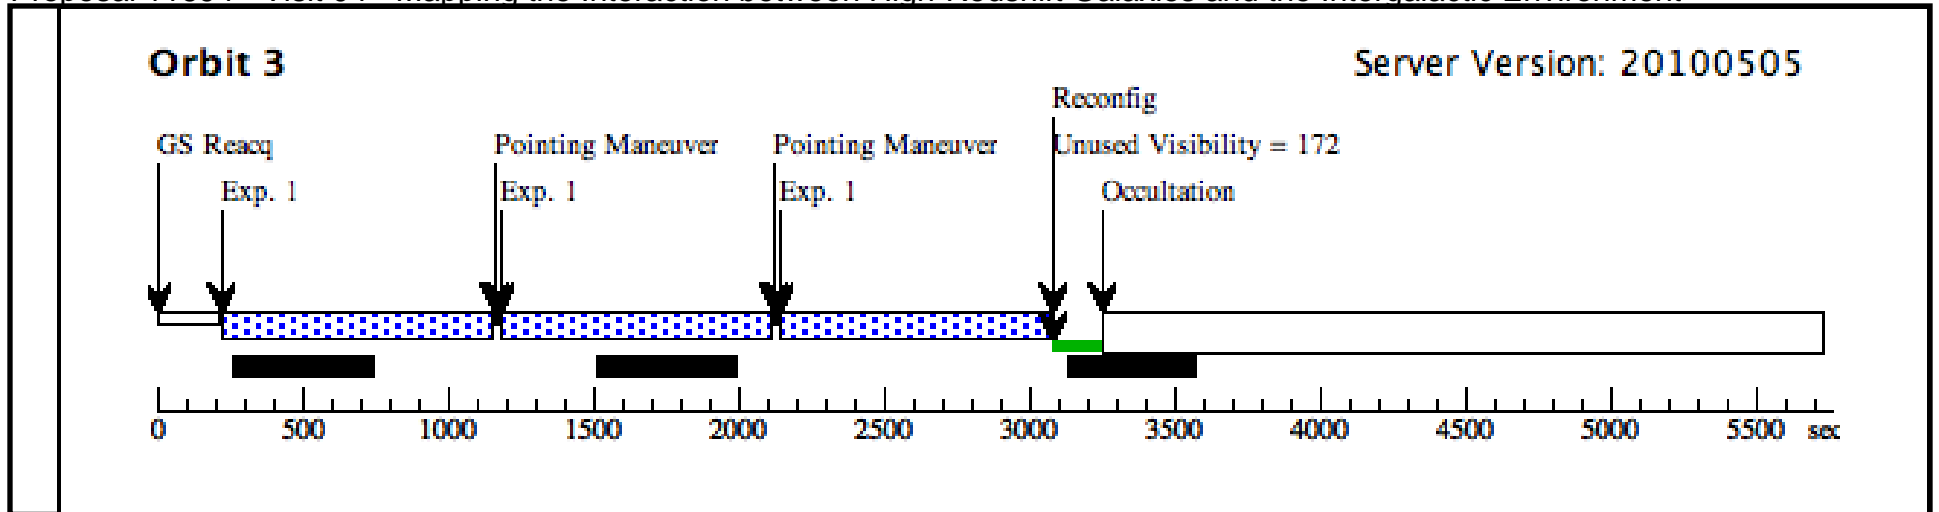 Orbit 3
Server Version: 20100505
Reconfig
GS Reacq
Pointing Maneuver
Pointing Maneuver
Unused Visibility = 172
Exp. 1
Exp. 1
Exp. 1
Occultation
0 500 1000 1500 2000 2500 3000 3500 4000 4500 5000 5500 sec